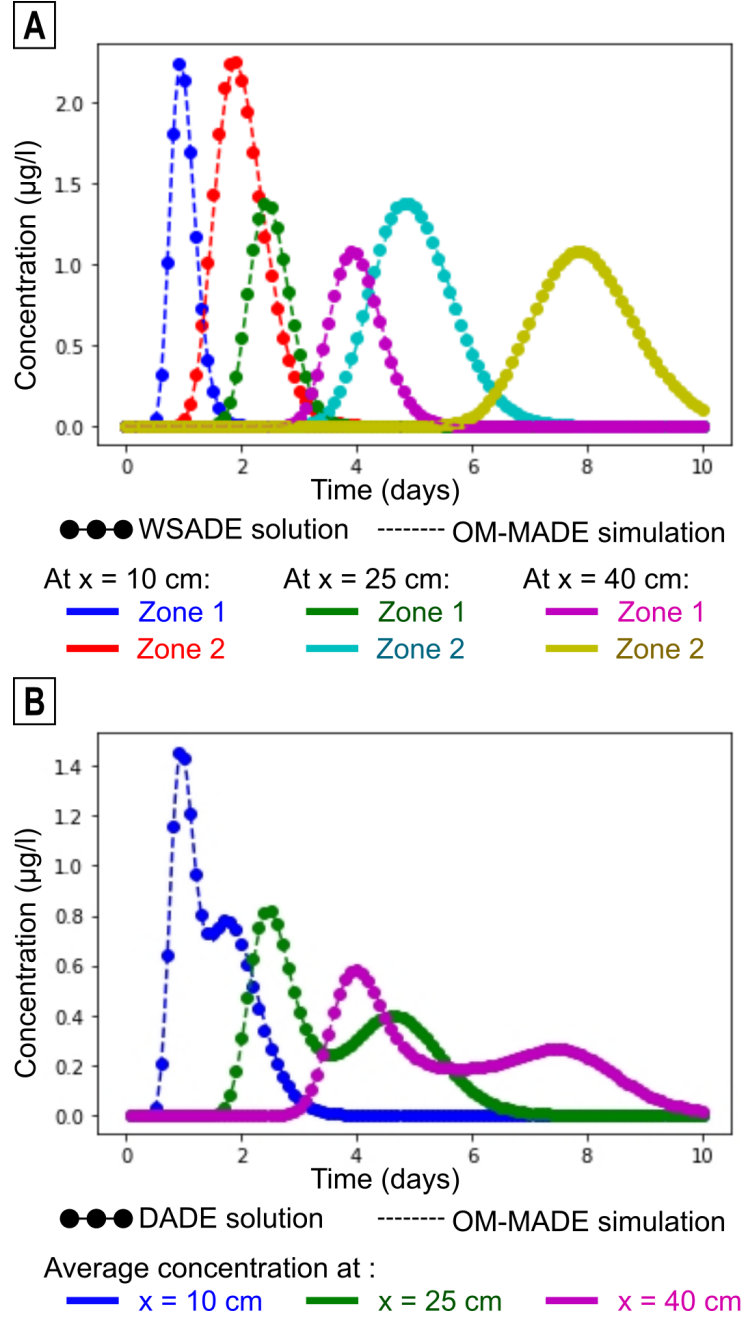 A
Concentration (µg/l)
2.0
1.5
1.0
0.5
0.0
0 2 4 6 8 10
Time (days)
WSADE solution OM-MADE simulation
At x = 10 cm: At x = 25 cm: At x = 40 cm:
Zone 1 Zone 1 Zone 1
Zone 2 Zone 2 Zone 2
B
Concentration (µg/l)
1.4
1.2
1.0
0.8
0.6
0.4
0.2
0.0
0 2 4 6 8 10
Time (days)
DADE solution OM-MADE simulation
Average concentration at :
x = 10 cm x = 25 cm x = 40 cm